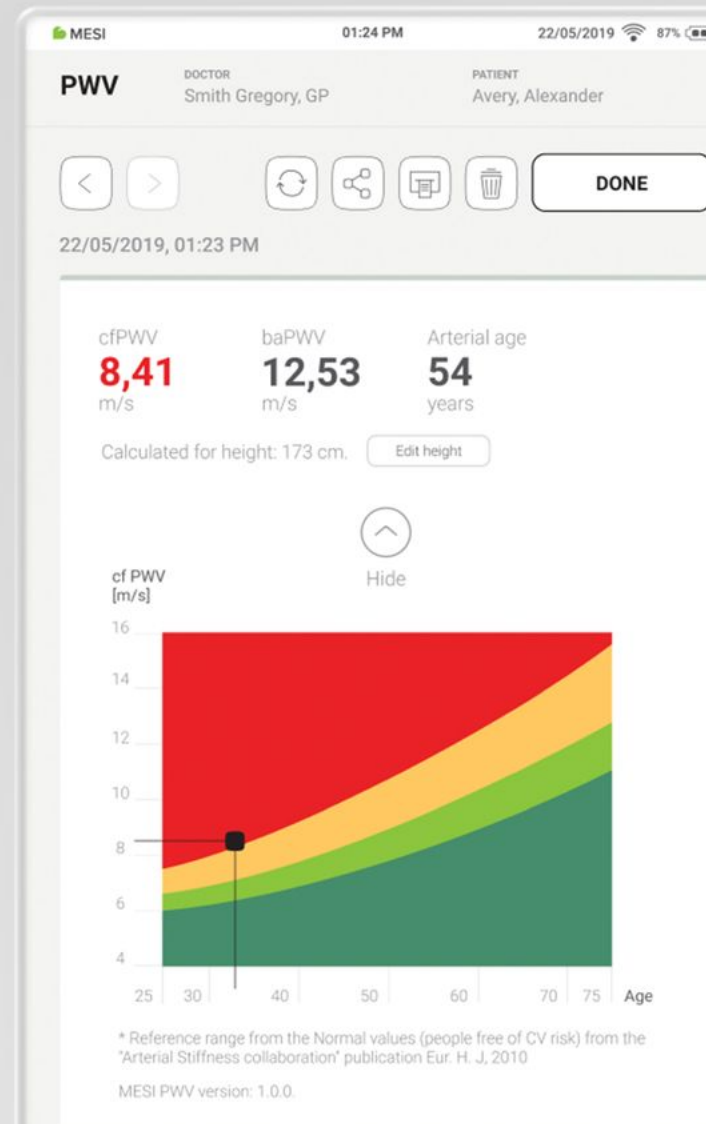 MESI 01:24 PM 22/05/2019 87%
PWV
DOCTOR
Smith Gregory, GP
PATIENT
Avery, Alexander
DONE
22/05/2019, 01:23 PM
cfPWV
8,41
m/s
baPWV
12,53
m/s
Arterial age
54
years
Calculated for height: 173 cm. Edit height
Hide
cf PWV
[m/s]
16
14
12
10
8
6
4
25 30 40 50 60 70 75 Age
* Reference range from the Normal values (people free of CV risk) from the
"Arterial Stiffness collaboration" publication Eur. H. J, 2010
MESI PWV version: 1.0.0.